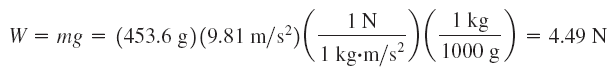 W = mg = (453.6 g)(9.81 m/s²)(1 N / 1 kg·m/s²)(1 kg / 1000 g) = 4.49 N